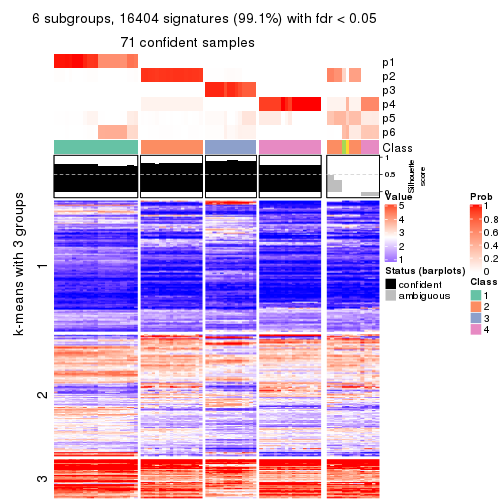 6 subgroups, 16404 signatures (99.1%) with fdr < 0.05
71 confident samples
p1
p2
p3
p4
p5
p6
Class
1
0.5
0
Silhouette
score
k-means with 3 groups
1
2
3
Value
5
4
3
2
1
Status (barplots)
confident
ambiguous
Prob
1
0.8
0.6
0.4
0.2
0
Class
1
2
3
4